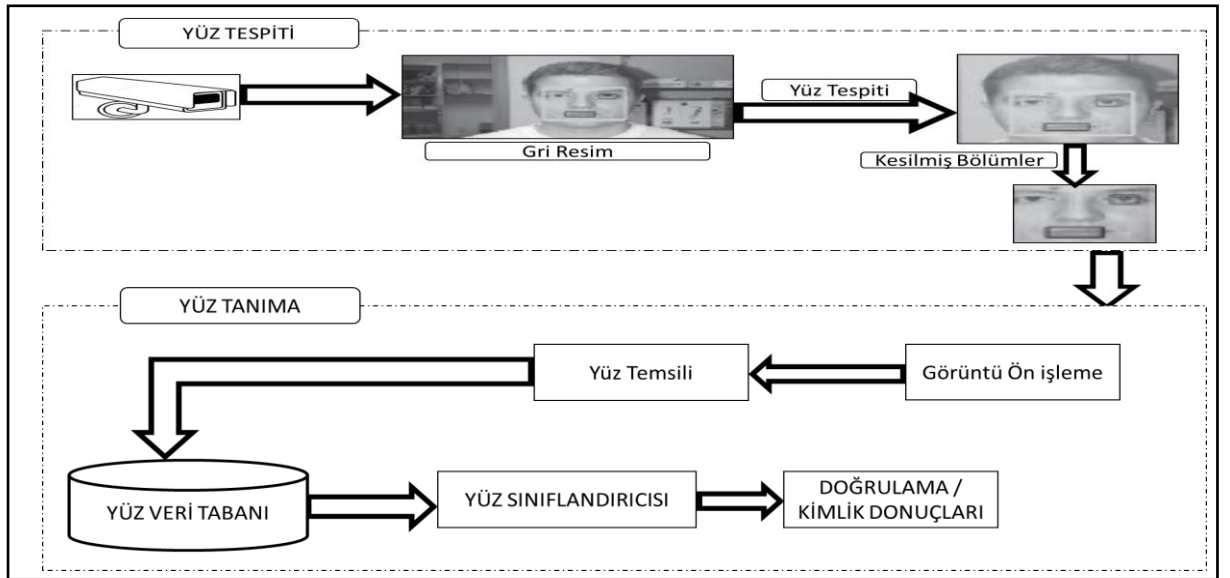 YÜZ TESPİTİ
Yüz Tespiti
Gri Resim
Kesilmiş Bölümler
YÜZ TANIMA
Yüz Temsili
Görüntü Ön işleme
YÜZ VERİ TABANI
YÜZ SINIFLANDIRICISI
DOĞRULAMA /
KİMLİK DONUÇLARI